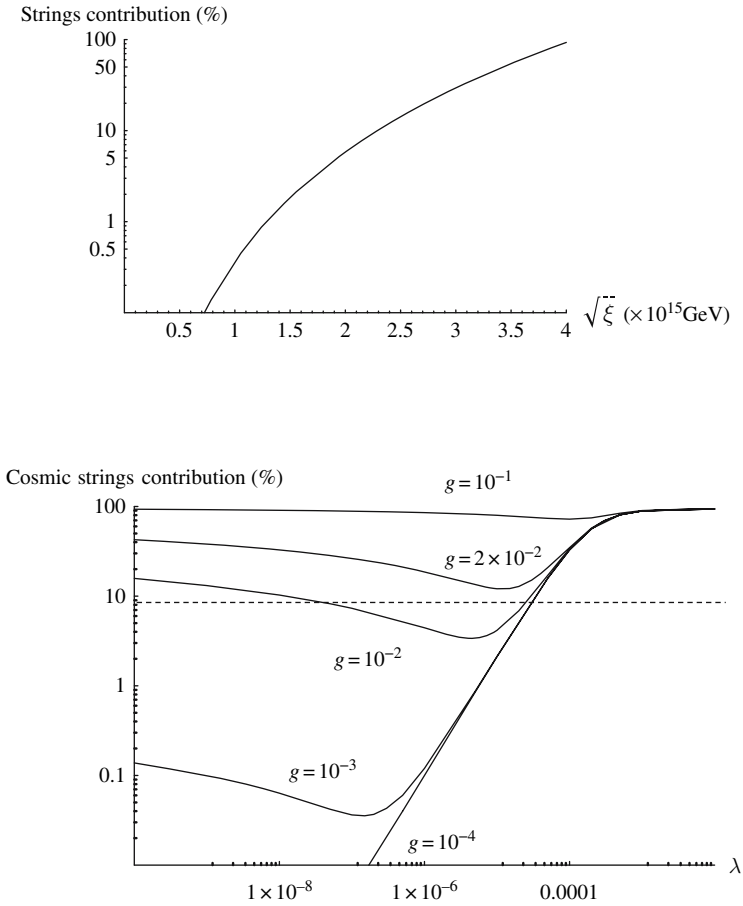 Strings contribution (%)
100
50
10
5
1
0.5
0.5 1 1.5 2 2.5 3 3.5 4
√ξ (×10¹⁵GeV)
Cosmic strings contribution (%)
g=10⁻¹
100
g=2×10⁻²
10
g=10⁻²
1
g=10⁻³
0.1
g=10⁻⁴
λ
1×10⁻⁸ 1×10⁻⁶ 0.0001